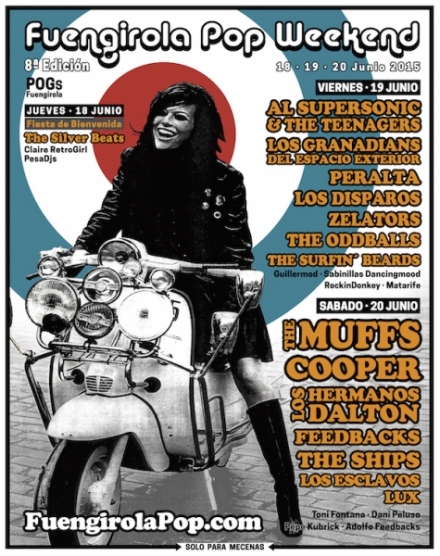 Fuengirola Pop Weekend
8ª Edición
18 · 19 · 20 Junio 2015
POGs
Fuengirola
JUEVES · 18 JUNIO
Fiesta de Bienvenida
The Silver Beats
Claire RetroGirl
PesaDjs
VIERNES · 19 JUNIO
AL SUPERSONIC
& THE TEENAGERS
LOS GRANADIANS
DEL ESPACIO EXTERIOR
PERALTA
LOS DISPAROS
ZELATORS
THE ODDBALLS
THE SURFIN' BEARDS
Guillermod · Sabinillas Dancingmood
RockinDonkey · Matarife
SABADO · 20 JUNIO
THE MUFFS
COOPER
LOS HERMANOS
DALTON
FEEDBACKS
THE SHIPS
LOS ESCLAVOS
LUX
Toni Fontana · Dani Peluso
Pepe Kubrick · Adolfo Feedbacks
FuengirolaPop.com
SOLO PARA MECENAS